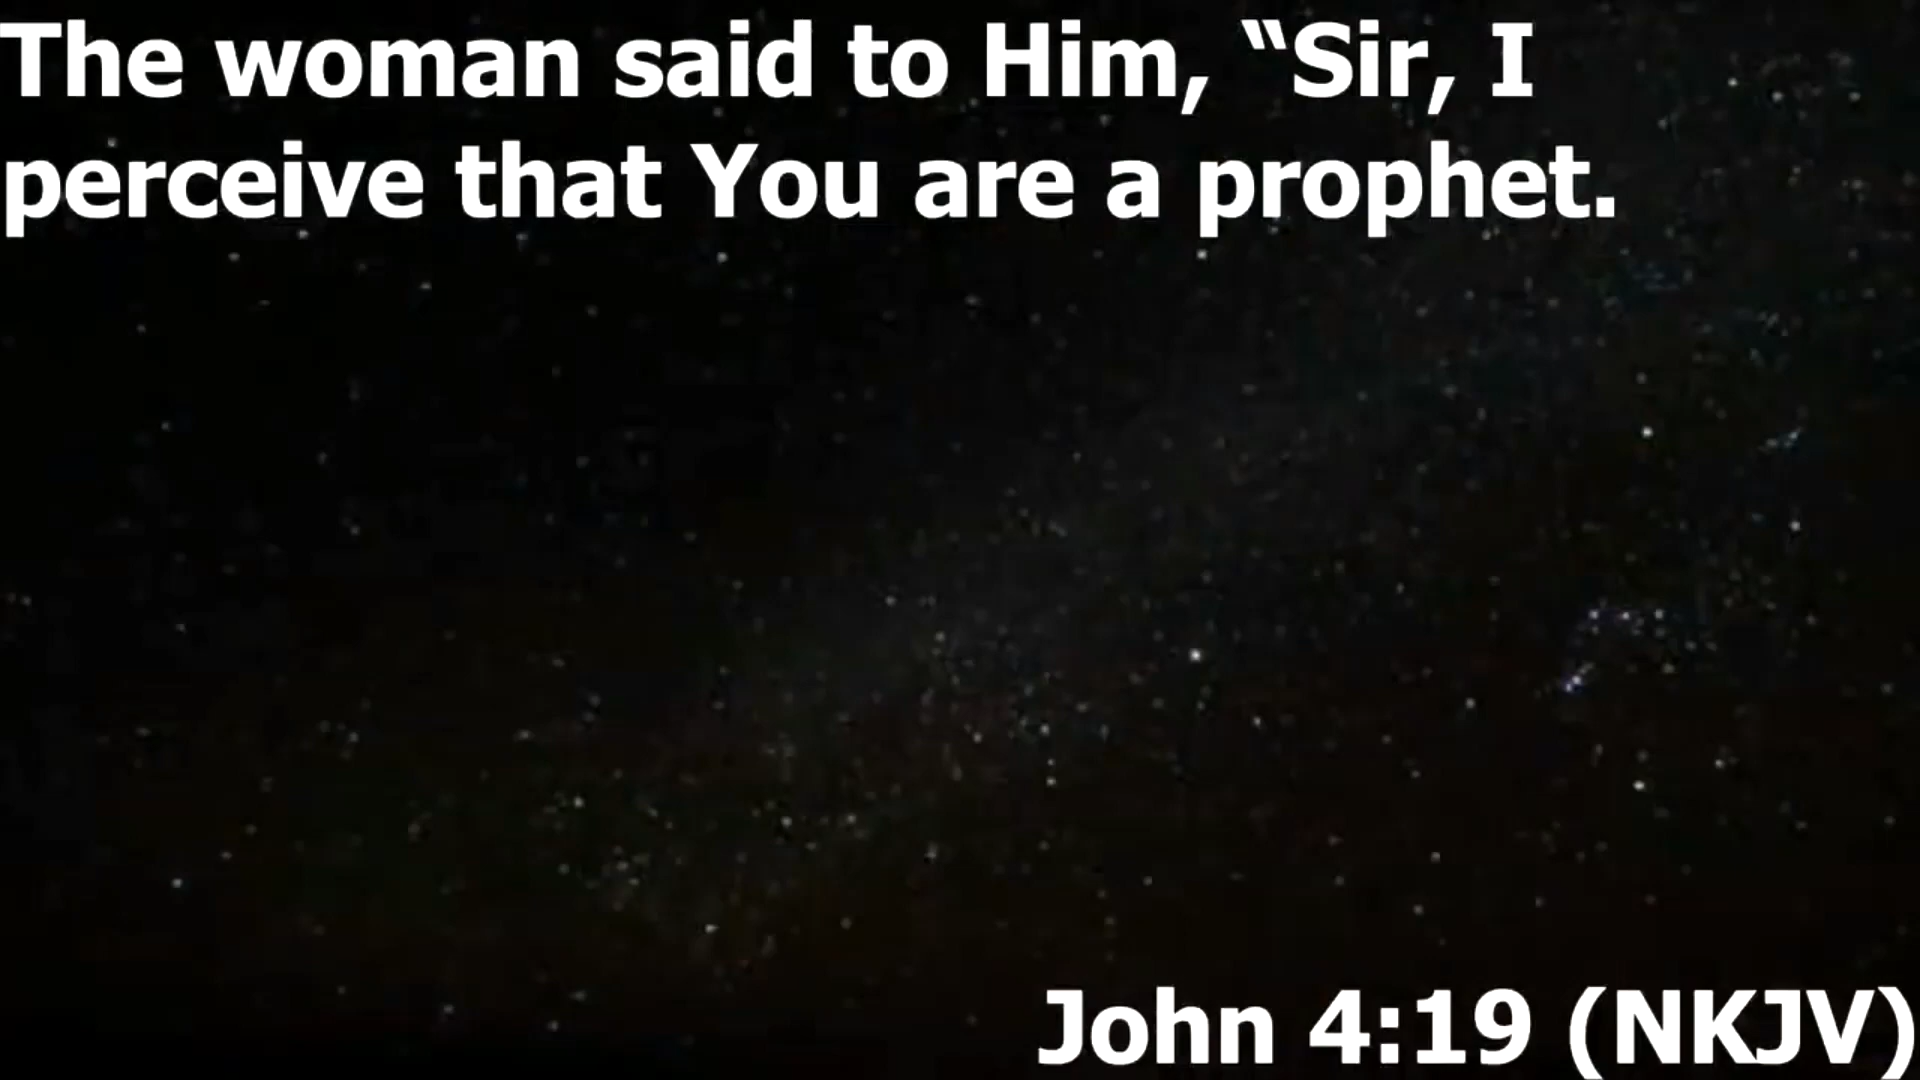 The woman said to Him, “Sir, I
perceive that You are a prophet.
John 4:19 (NKJV)